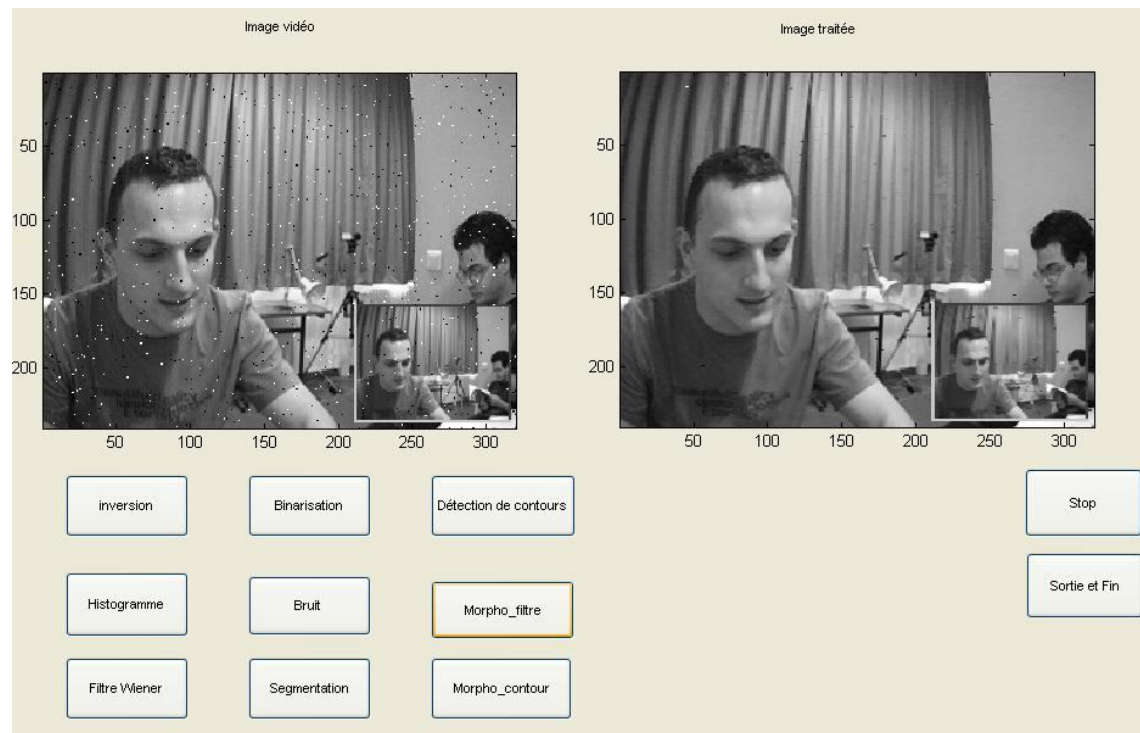 Image vidéo
Image traitée
50
100
150
200
50
100
150
200
250
300
50
100
150
200
50
100
150
200
250
300
inversion
Binarisation
Détection de contours
Stop
Histogramme
Bruit
Morpho_filtre
Sortie et Fin
Filtre Wiener
Segmentation
Morpho_contour